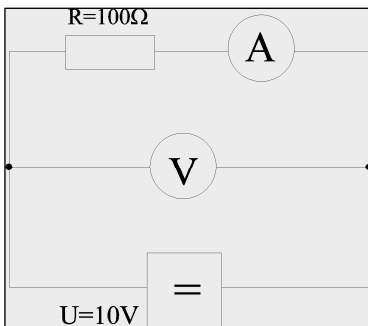 R=100Ω
A
V
=
U=10V